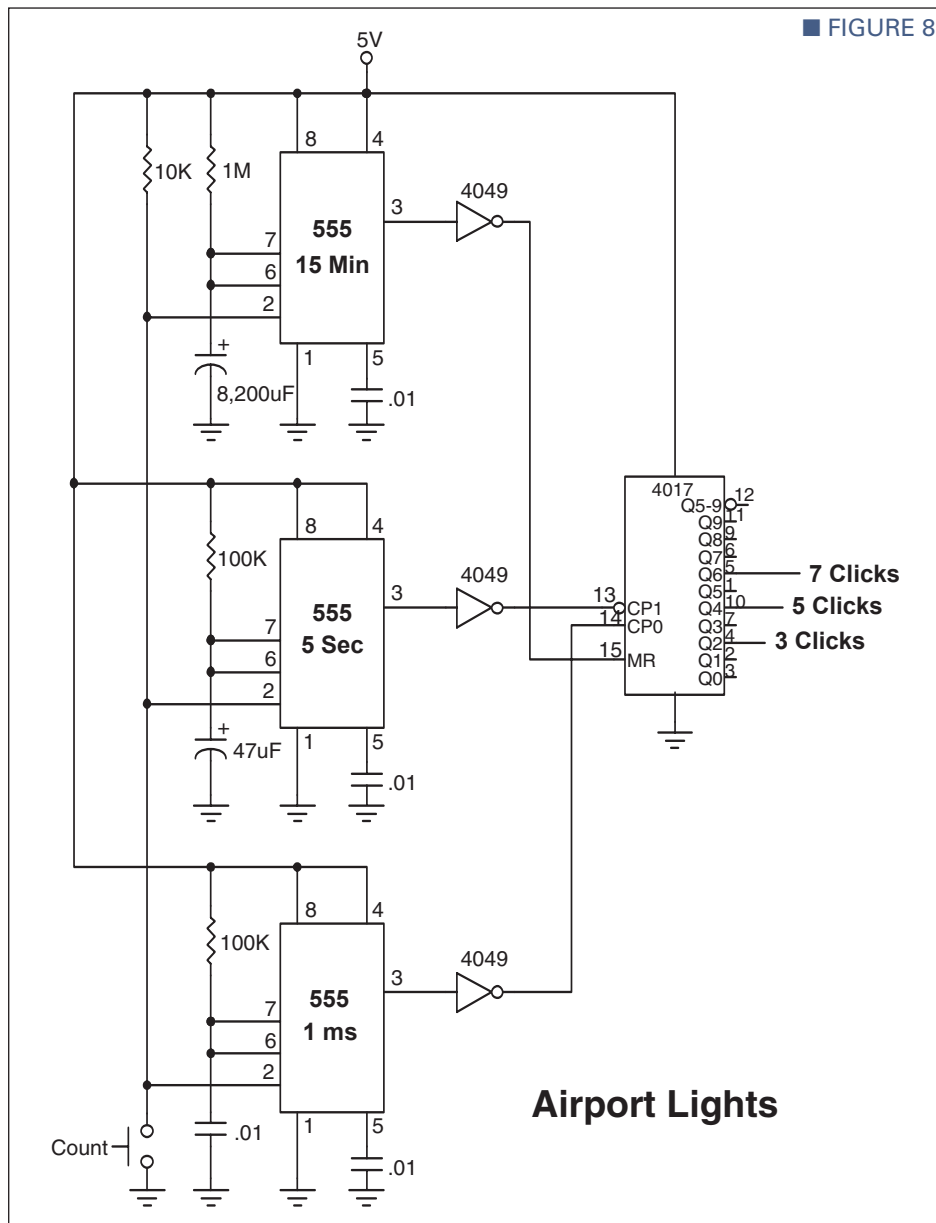 ■ FIGURE 8
5V
10K
1M
8
4
555
15 Min
7
6
2
3
4049
1
5
+
8,200uF
.01
100K
8
4
555
5 Sec
7
6
2
3
4049
1
5
+
47uF
.01
4017
Q5-9 12
Q9 11
Q8 9
Q7 6
Q6 5 7 Clicks
Q5 1
13 CP1 Q4 10 5 Clicks
14 CP0 Q3 7
Q2 4 3 Clicks
15 MR Q1 2
Q0 3
100K
8
4
555
1 ms
7
6
2
3
4049
1
5
.01
.01
Count
Airport Lights